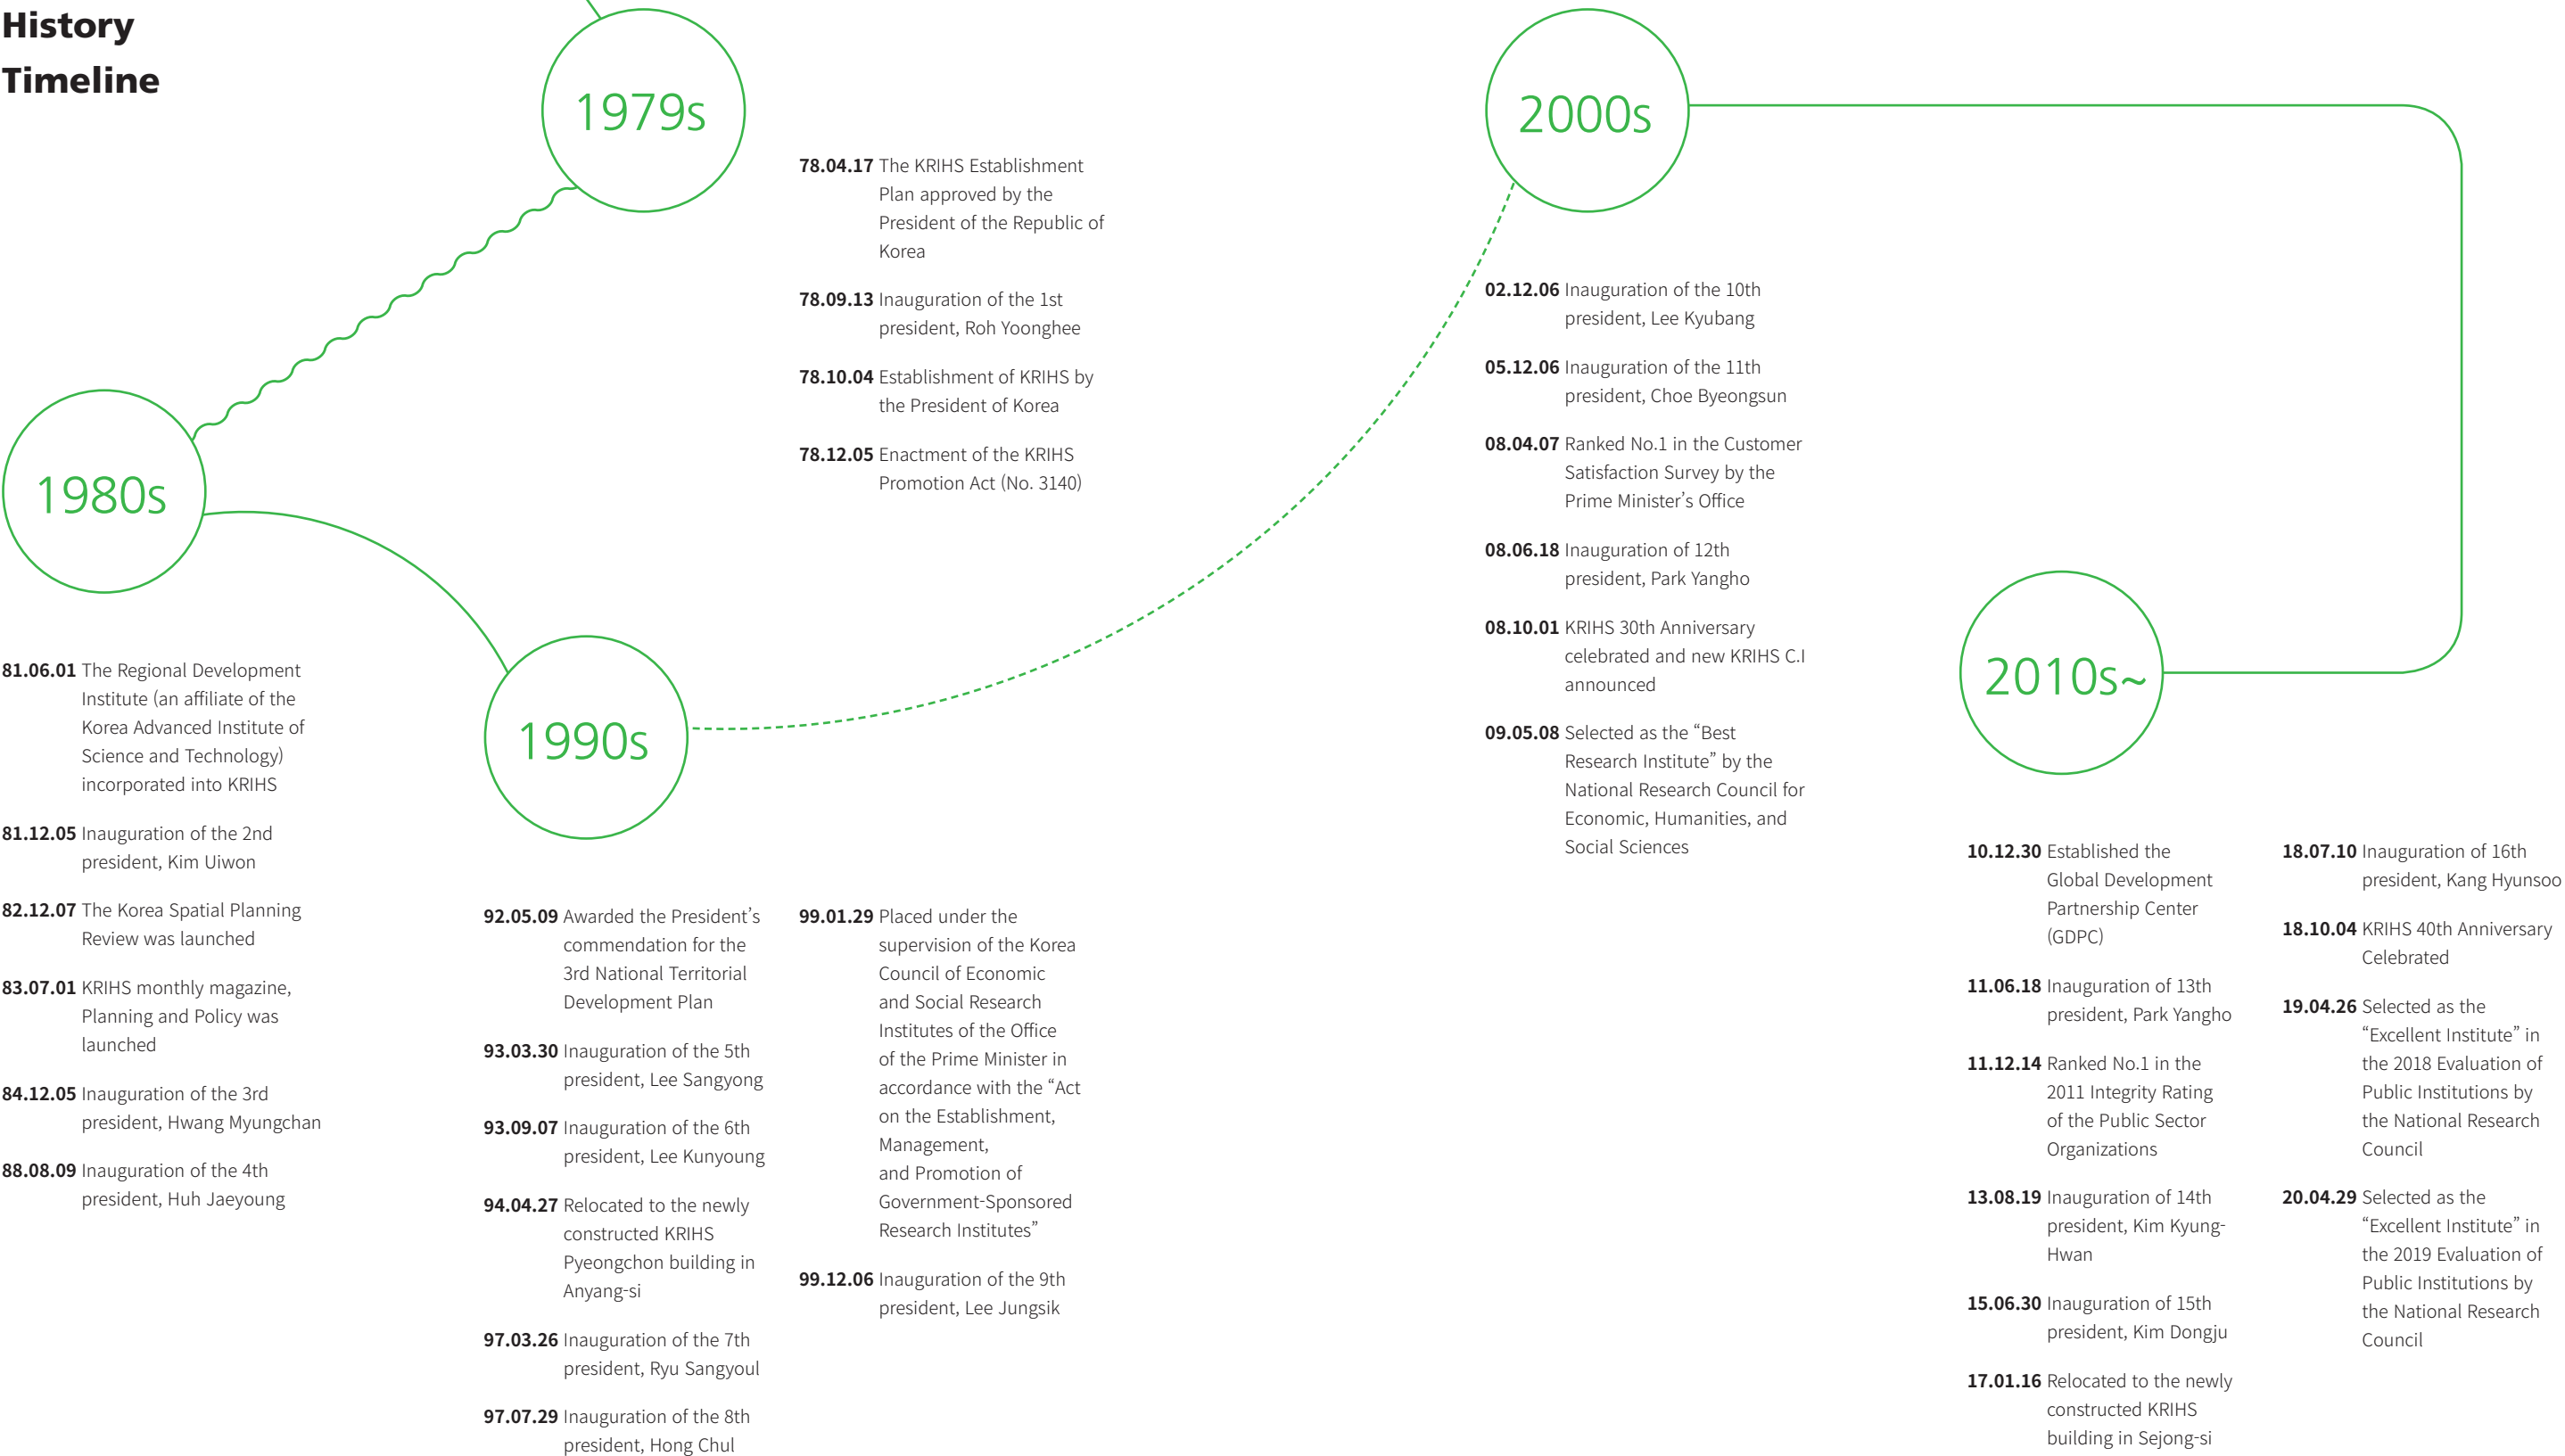 History
Timeline
1979s
78.04.17 The KRIHS Establishment
Plan approved by the
President of the Republic of
Korea
78.09.13 Inauguration of the 1st
president, Roh Yoonghee
78.10.04 Establishment of KRIHS by
the President of Korea
78.12.05 Enactment of the KRIHS
Promotion Act (No. 3140)
1980s
81.06.01 The Regional Development
Institute (an affiliate of the
Korea Advanced Institute of
Science and Technology)
incorporated into KRIHS
81.12.05 Inauguration of the 2nd
president, Kim Uiwon
82.12.07 The Korea Spatial Planning
Review was launched
83.07.01 KRIHS monthly magazine,
Planning and Policy was
launched
84.12.05 Inauguration of the 3rd
president, Hwang Myungchan
88.08.09 Inauguration of the 4th
president, Huh Jaeyoung
1990s
92.05.09 Awarded the President’s
commendation for the
3rd National Territorial
Development Plan
93.03.30 Inauguration of the 5th
president, Lee Sangyong
93.09.07 Inauguration of the 6th
president, Lee Kunyoung
94.04.27 Relocated to the newly
constructed KRIHS
Pyeongchon building in
Anyang-si
97.03.26 Inauguration of the 7th
president, Ryu Sangyoul
97.07.29 Inauguration of the 8th
president, Hong Chul
99.01.29 Placed under the
supervision of the Korea
Council of Economic
and Social Research
Institutes of the Office
of the Prime Minister in
accordance with the “Act
on the Establishment,
Management,
and Promotion of
Government-Sponsored
Research Institutes”
99.12.06 Inauguration of the 9th
president, Lee Jungsik
2000s
02.12.06 Inauguration of the 10th
president, Lee Kyubang
05.12.06 Inauguration of the 11th
president, Choe Byeongsun
08.04.07 Ranked No.1 in the Customer
Satisfaction Survey by the
Prime Minister’s Office
08.06.18 Inauguration of 12th
president, Park Yangho
08.10.01 KRIHS 30th Anniversary
celebrated and new KRIHS C.I
announced
09.05.08 Selected as the “Best
Research Institute” by the
National Research Council for
Economic, Humanities, and
Social Sciences
2010s~
10.12.30 Established the
Global Development
Partnership Center
(GDPC)
11.06.18 Inauguration of 13th
president, Park Yangho
11.12.14 Ranked No.1 in the
2011 Integrity Rating
of the Public Sector
Organizations
13.08.19 Inauguration of 14th
president, Kim Kyung-
Hwan
15.06.30 Inauguration of 15th
president, Kim Dongju
17.01.16 Relocated to the newly
constructed KRIHS
building in Sejong-si
18.07.10 Inauguration of 16th
president, Kang Hyunsoo
18.10.04 KRIHS 40th Anniversary
Celebrated
19.04.26 Selected as the
“Excellent Institute” in
the 2018 Evaluation of
Public Institutions by
the National Research
Council
20.04.29 Selected as the
“Excellent Institute” in
the 2019 Evaluation of
Public Institutions by
the National Research
Council